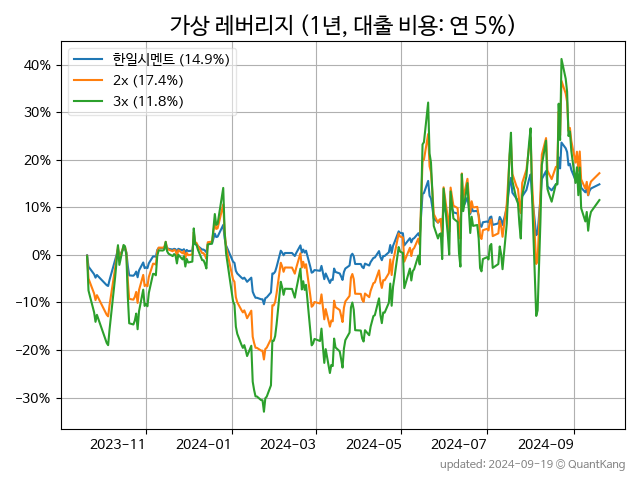 가상 레버리지 (1년, 대출 비용: 연 5%)
한일시멘트 (14.9%)
2x (17.4%)
3x (11.8%)
40%
30%
20%
10%
0%
−10%
−20%
−30%
2023-11
2024-01
2024-03
2024-05
2024-07
2024-09
updated: 2024-09-19 © QuantKang